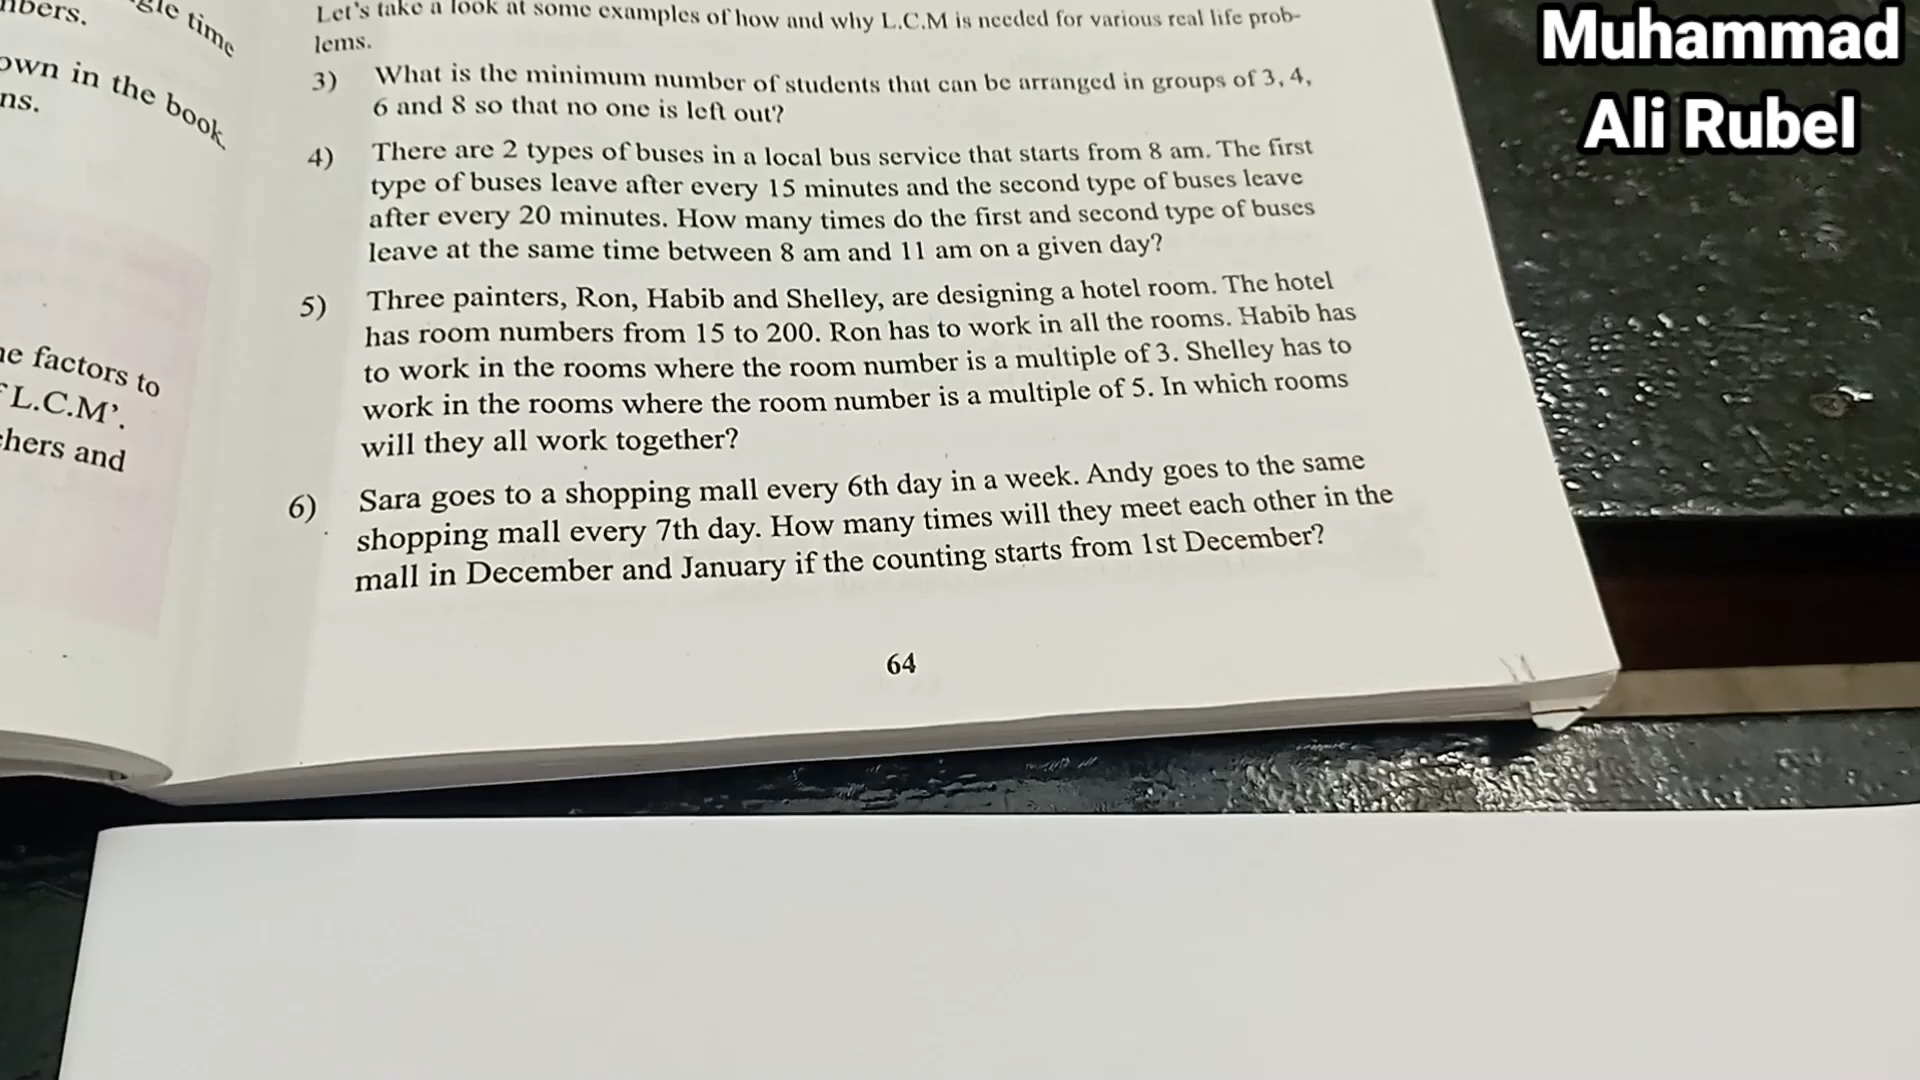 time
own in the book
ns.
factors to
L.C.M’.
and
Let’s take a look at some examples of how and why L.C.M is needed for various real life prob-
lems.
3) What is the minimum number of students that can be arranged in groups of 3, 4,
6 and 8 so that no one is left out?
4) There are 2 types of buses in a local bus service that starts from 8 am. The first
type of buses leave after every 15 minutes and the second type of buses leave
after every 20 minutes. How many times do the first and second type of buses
leave at the same time between 8 am and 11 am on a given day?
5) Three painters, Ron, Habib and Shelley, are designing a hotel room. The hotel
has room numbers from 15 to 200. Ron has to work in all the rooms. Habib has
to work in the rooms where the room number is a multiple of 3. Shelley has to
work in the rooms where the room number is a multiple of 5. In which rooms
will they all work together?
6) Sara goes to a shopping mall every 6th day in a week. Andy goes to the same
shopping mall every 7th day. How many times will they meet each other in the
mall in December and January if the counting starts from 1st December?
64
Muhammad
Ali Rubel